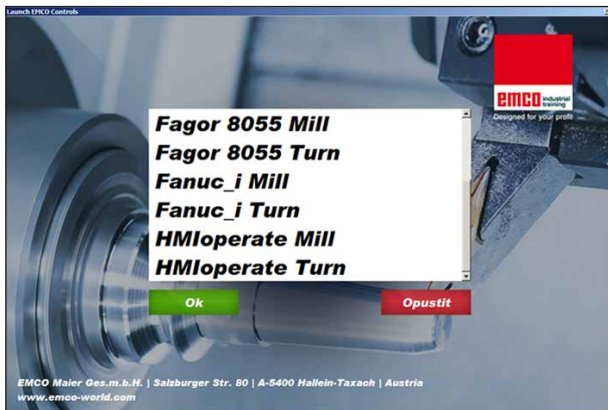 Launch EMCO Controls
emco industrial
training
Designed for your profit
Fagor 8055 Mill
Fagor 8055 Turn
Fanuc_i Mill
Fanuc_i Turn
HMIoperate Mill
HMIoperate Turn
Ok
Opustit
EMCO Maier Ges.m.b.H. | Salzburger Str. 80 | A-5400 Hallein-Taxach | Austria
www.emco-world.com